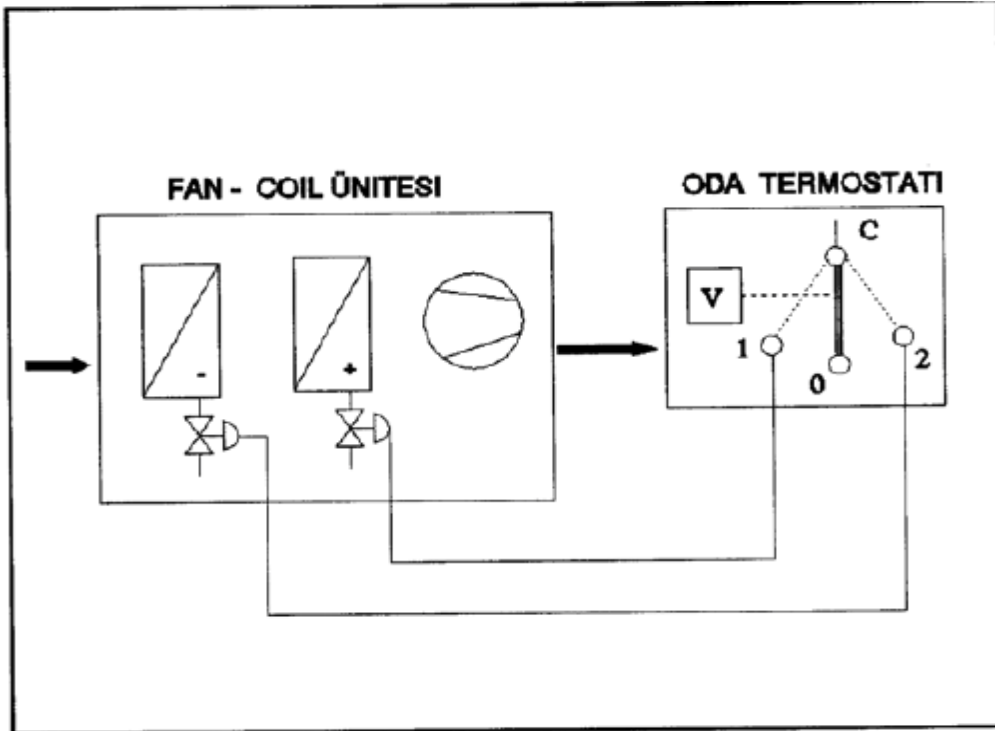 FAN - COIL ÜNITESI
ODA TERMOSTATI
C
V
1
2
0
- +